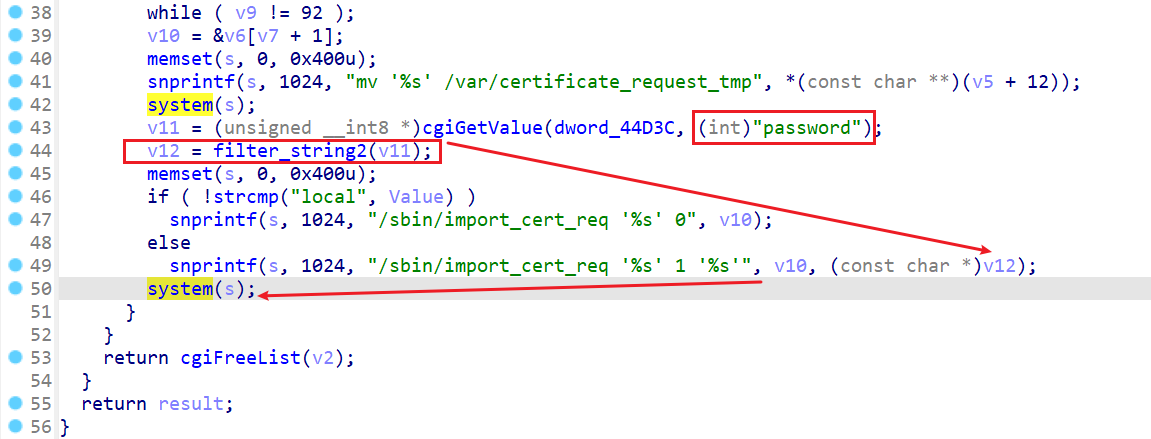 38 while ( v9 != 92 );
39 v10 = &v6[v7 + 1];
40 memset(s, 0, 0x400u);
41 snprintf(s, 1024, "mv '%s' /var/certificate_request_tmp", *(const char **)(v5 + 12));
42 system(s);
43 v11 = (unsigned __int8 *)cgiGetValue(dword_44D3C, (int)"password");
44 v12 = filter_string2(v11);
45 memset(s, 0, 0x400u);
46 if ( !strcmp("local", Value) )
47 snprintf(s, 1024, "/sbin/import_cert_req '%s' 0", v10);
48 else
49 snprintf(s, 1024, "/sbin/import_cert_req '%s' 1 '%s'", v10, (const char *)v12);
50 system(s);
51 }
52 }
53 return cgiFreeList(v2);
54 }
55 return result;
56 }